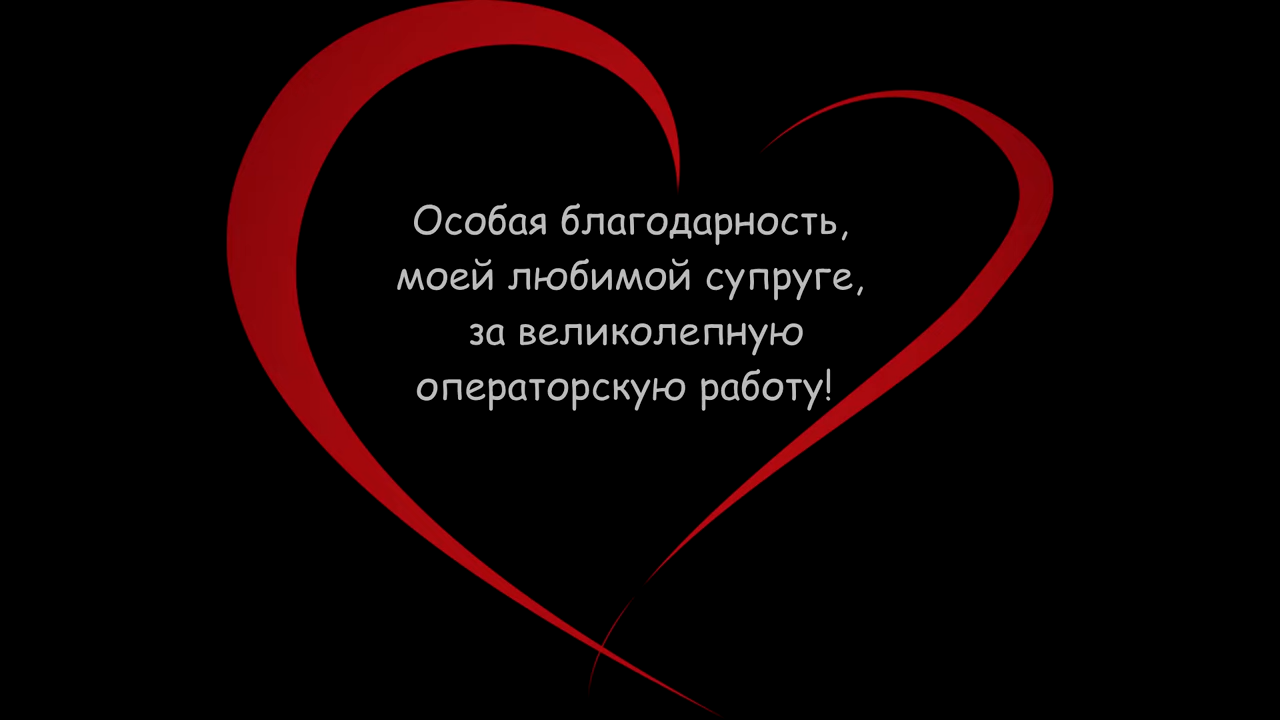 Особая благодарность,
моей любимой супруге,
за великолепную
операторскую работу!